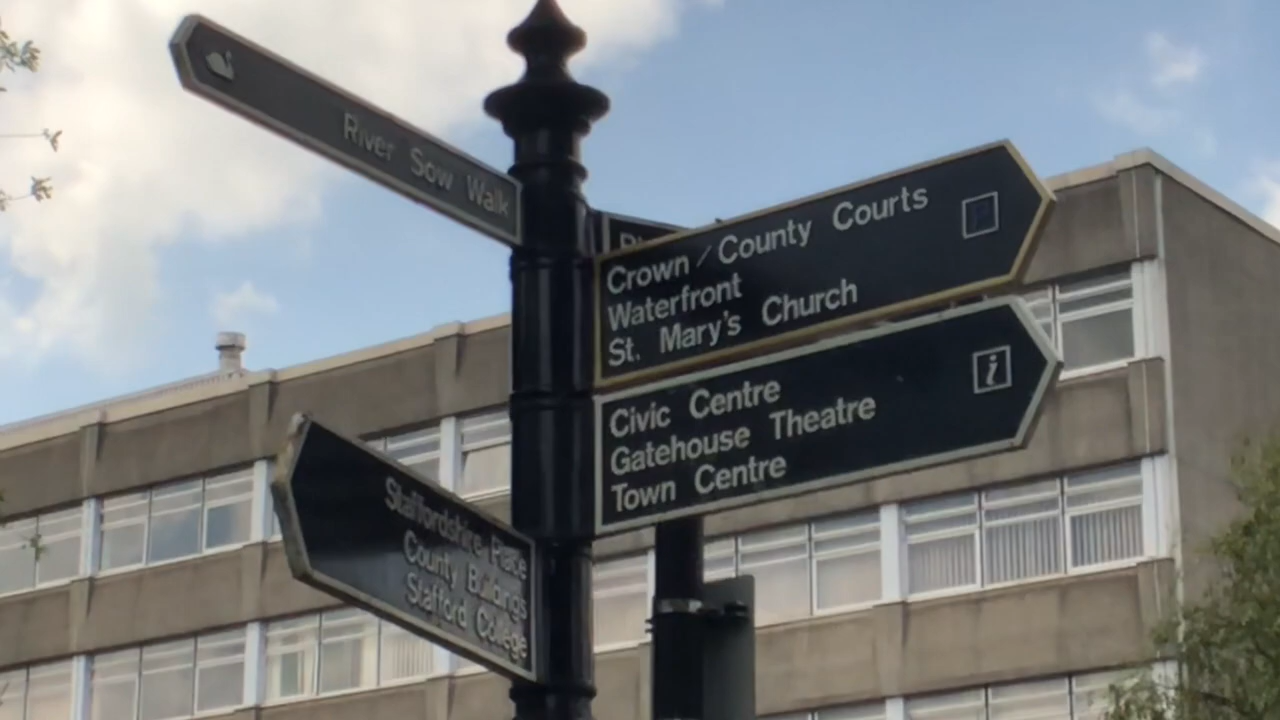 River Sow Walk
Crown / County Courts
P
Waterfront
St. Mary's Church
Civic Centre
i
Gatehouse Theatre
Town Centre
Staffordshire Place
County Buildings
Stafford College